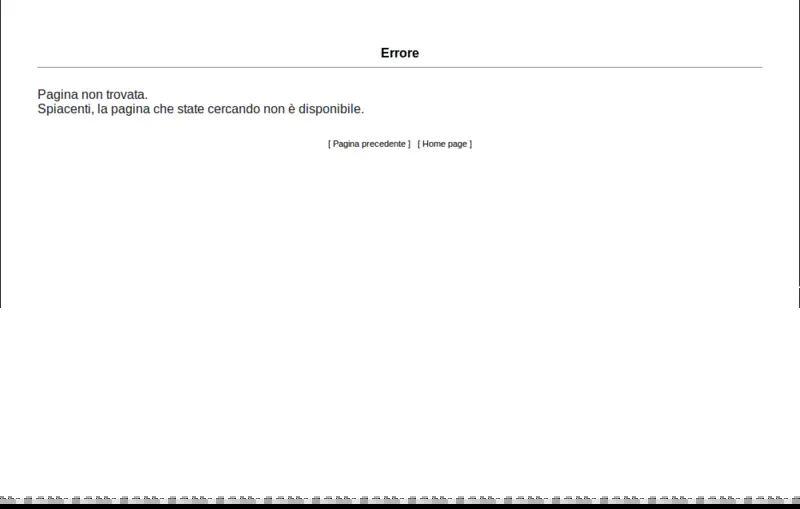 Errore
Pagina non trovata.
Spiacenti, la pagina che state cercando non è disponibile.
[ Pagina precedente ] [ Home page ]